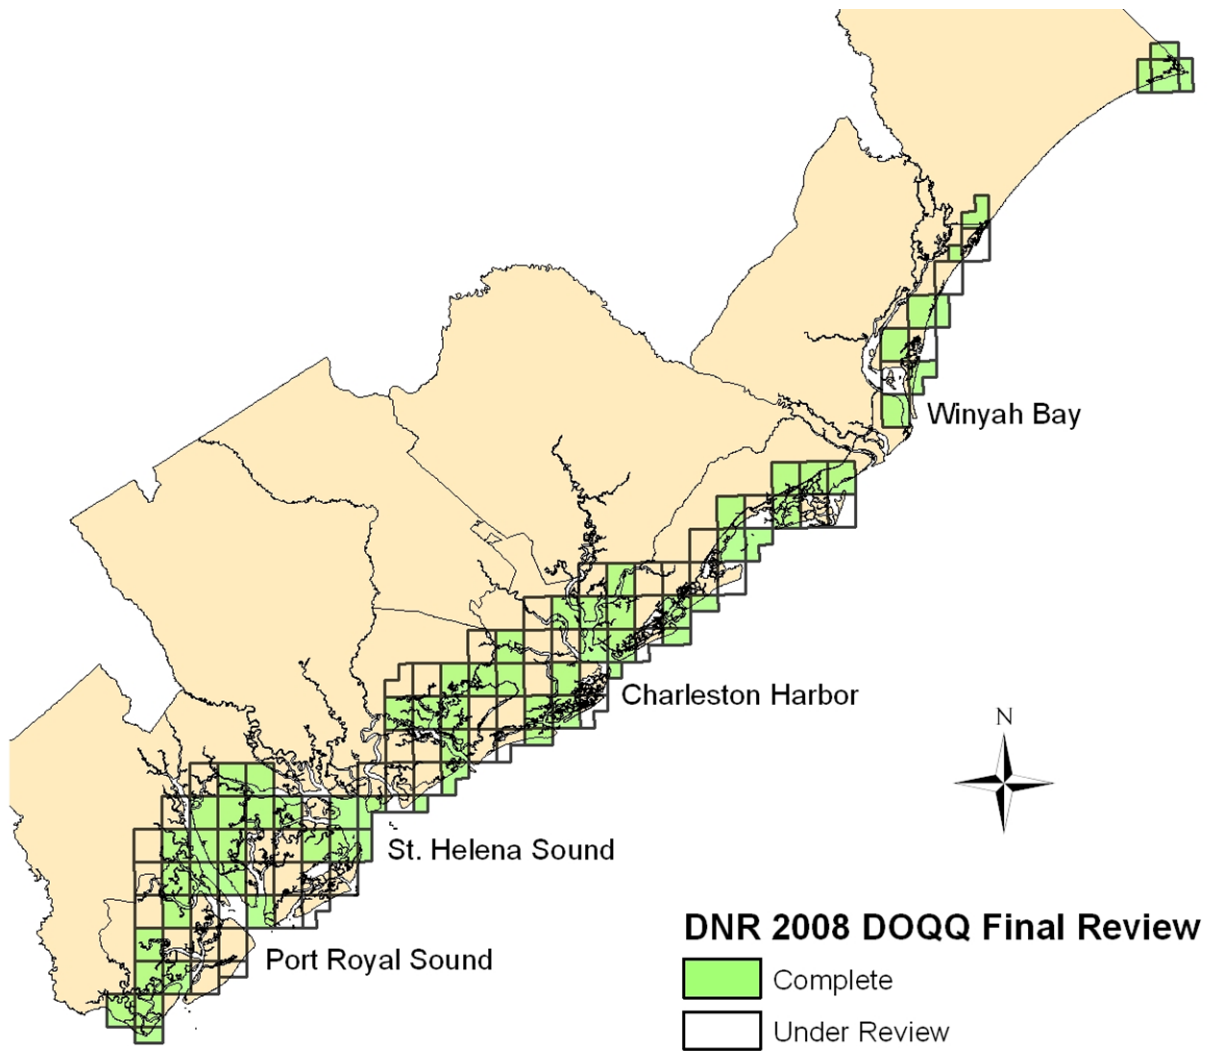 Winyah Bay
Charleston Harbor
N
St. Helena Sound
Port Royal Sound
DNR 2008 DOQQ Final Review
Complete
Under Review